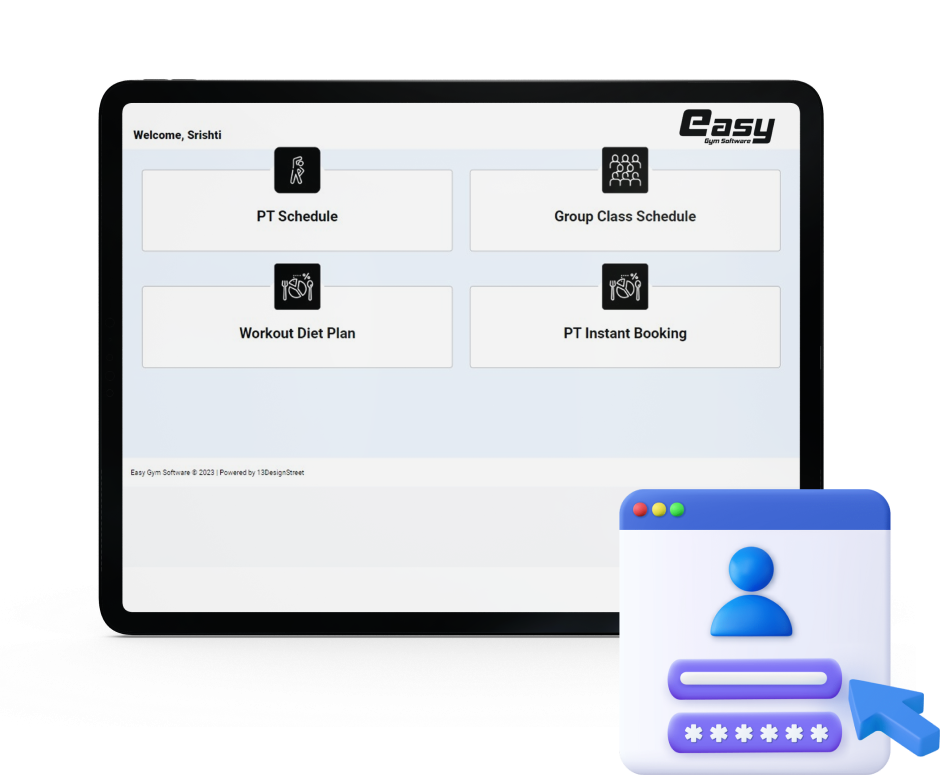 Welcome, Srishti
easy
Gym Software
PT Schedule
Group Class Schedule
%
%
Workout Diet Plan
PT Instant Booking
Easy Gym Software © 2023 | Powered by 13DesignStreet
******